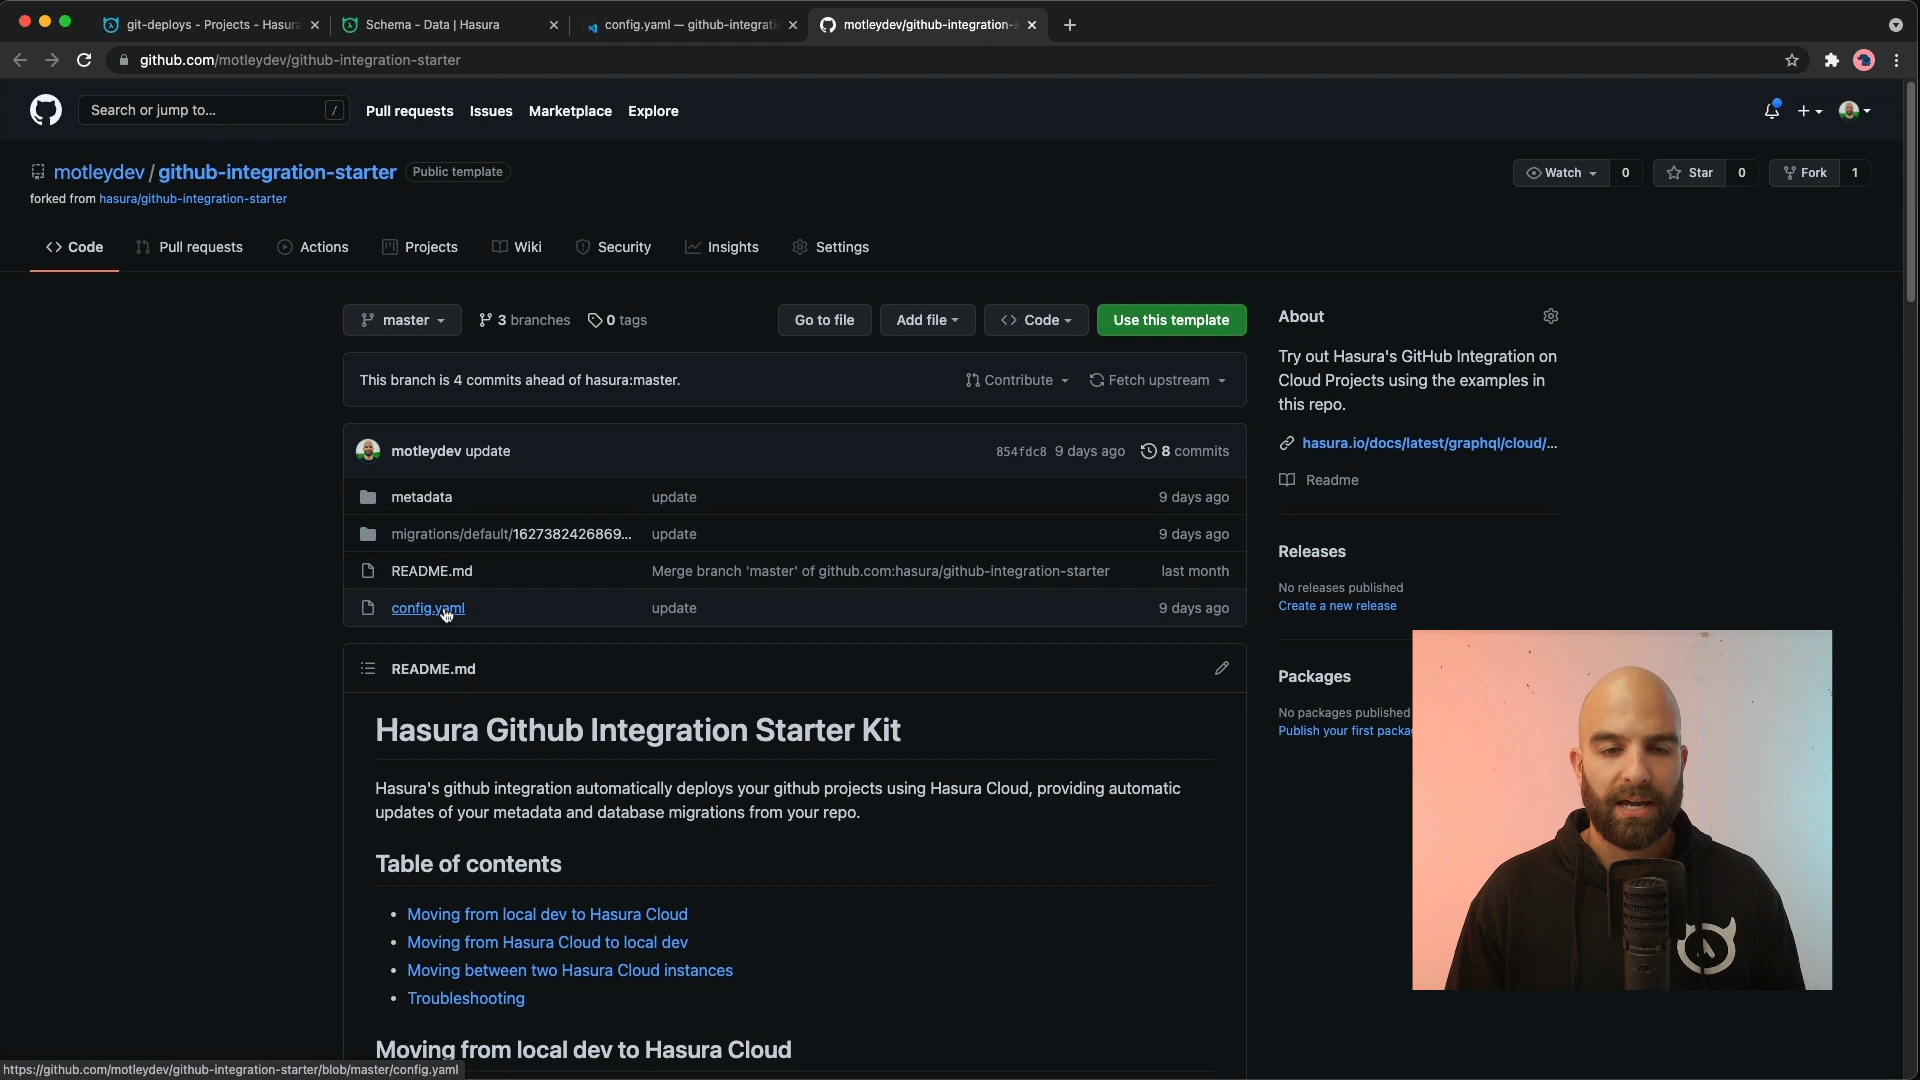 git-deploys - Projects - Hasura
Schema - Data | Hasura
config.yaml — github-integrati
motleydev/github-integration-s
github.com/motleydev/github-integration-starter
Search or jump to...
/
Pull requests
Issues
Marketplace
Explore
motleydev / github-integration-starter
Public template
Watch
0
Star
0
Fork
1
forked from hasura/github-integration-starter
Code
Pull requests
Actions
Projects
Wiki
Security
Insights
Settings
master
3 branches
0 tags
Go to file
Add file
Code
Use this template
This branch is 4 commits ahead of hasura:master.
Contribute
Fetch upstream
motleydev update
854fdc8 9 days ago
8 commits
metadata
update
9 days ago
migrations/default/1627382426869...
update
9 days ago
README.md
Merge branch 'master' of github.com:hasura/github-integration-starter
last month
config.yaml
update
9 days ago
README.md
Hasura Github Integration Starter Kit
Hasura's github integration automatically deploys your github projects using Hasura Cloud, providing automatic
updates of your metadata and database migrations from your repo.
Table of contents
• Moving from local dev to Hasura Cloud
• Moving from Hasura Cloud to local dev
• Moving between two Hasura Cloud instances
• Troubleshooting
Moving from local dev to Hasura Cloud
About
Try out Hasura's GitHub Integration on
Cloud Projects using the examples in
this repo.
hasura.io/docs/latest/graphql/cloud/...
Readme
Releases
No releases published
Create a new release
Packages
No packages published
Publish your first packa
https://github.com/motleydev/github-integration-starter/blob/master/config.yaml